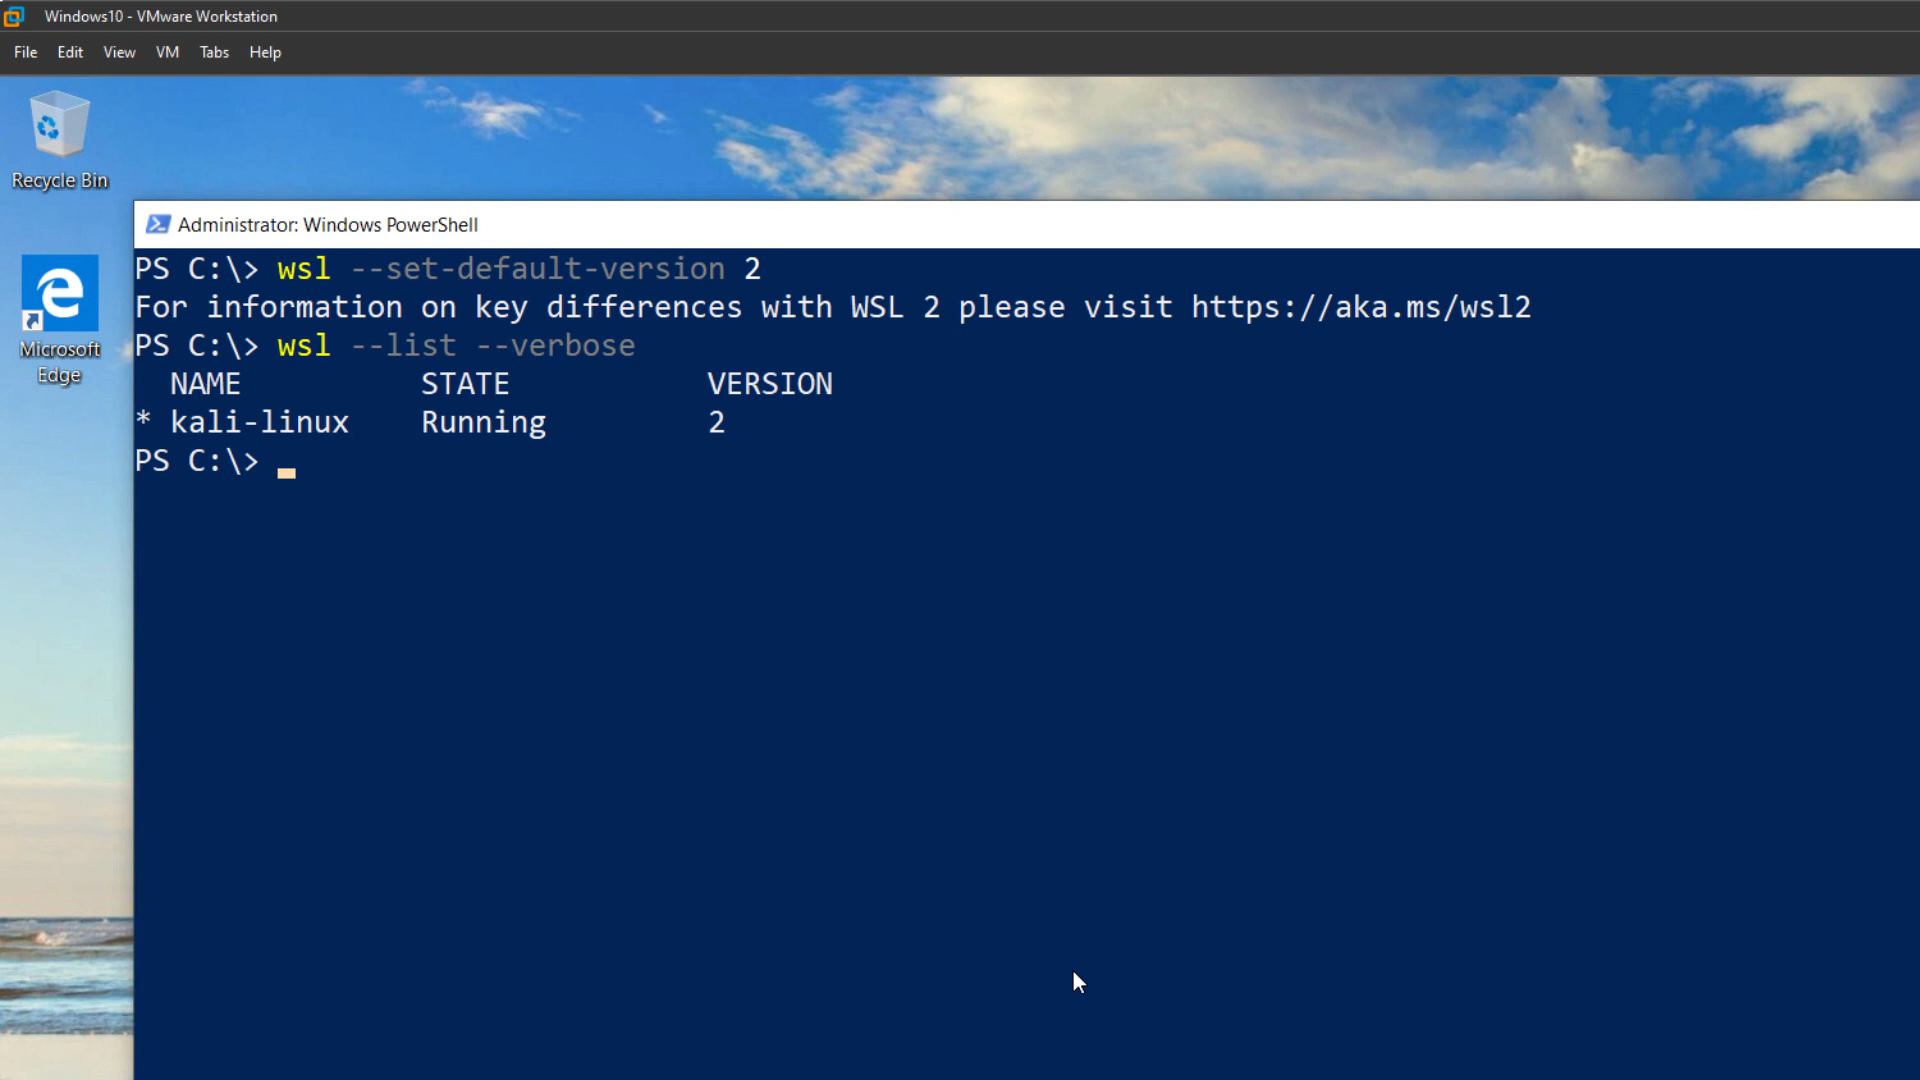 Windows10 - VMware Workstation
File Edit View VM Tabs Help
Recycle Bin
Microsoft
Edge
Administrator: Windows PowerShell
PS C:\> wsl --set-default-version 2
For information on key differences with WSL 2 please visit https://aka.ms/wsl2
PS C:\> wsl --list --verbose
NAME STATE VERSION
* kali-linux Running 2
PS C:\>